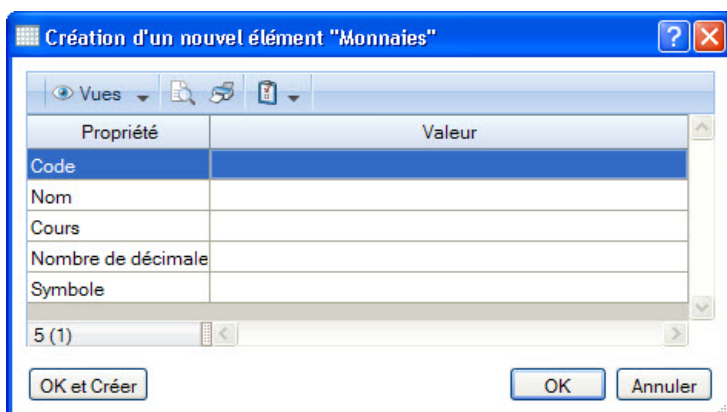 Création d'un nouvel élément "Monnaies"
Vues
Propriété Valeur
Code
Nom
Cours
Nombre de décimale
Symbole
5 (1)
OK et Créer OK Annuler